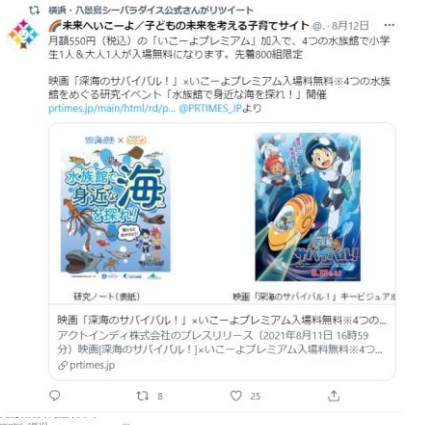 横浜・八景島シーパラダイス公式さんがリツイート
未来へいこーよ／子どもの未来を考える子育てサイト @. · 8月12日
月額550円（税込）の「いこーよプレミアム」加入で、4つの水族館で小学
生1人＆大人1人が入場無料になります。先着800組限定
映画「深海のサバイバル！」×いこーよプレミアム入場料無料※4つの水族
館をめぐる研究イベント「水族館で身近な海を探れ！」開催
prtimes.jp/main/html/rd/p... @PRTIMES_JPより
水族館で
身近な
海
を探れ!
サバイバル!
研究ノート（表紙）
映画「深海のサバイバル！」キービジュアル
映画「深海のサバイバル！」×いこーよプレミアム入場料無料※4つの...
アクトインディ株式会社のプレスリリース（2021年8月11日 16時59
分）映画[深海のサバイバル！]×いこーよプレミアム入場料無料※4つ...
prtimes.jp
8
25